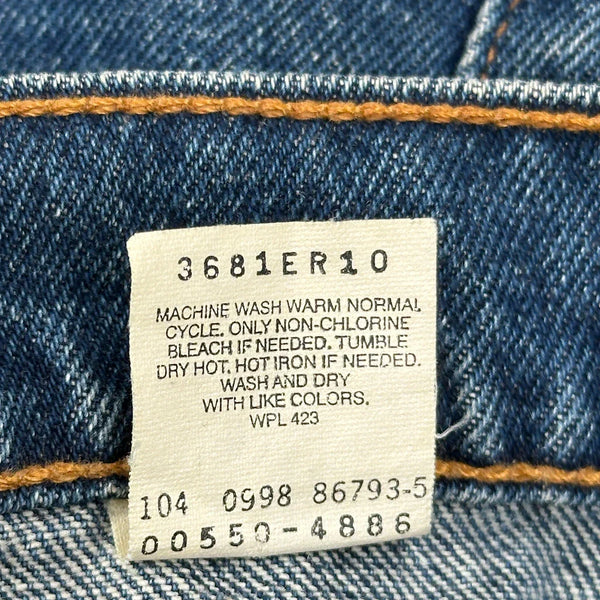 3681ER10
MACHINE WASH WARM NORMAL
CYCLE. ONLY NON-CHLORINE
BLEACH IF NEEDED. TUMBLE
DRY HOT. HOT IRON IF NEEDED.
WASH AND DRY
WITH LIKE COLORS.
WPL 423
104 0998 86793-5
00550-4886